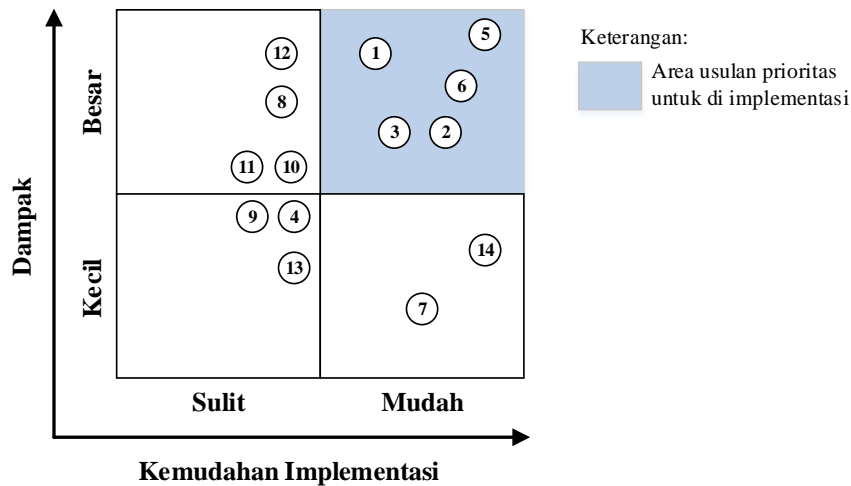 5
12
1
Keterangan:
Area usulan prioritas
untuk di implementasi
6
8
Besar
3
2
11
10
Dampak
9
4
14
13
Kecil
7
Sulit
Mudah
Kemudahan Implementasi